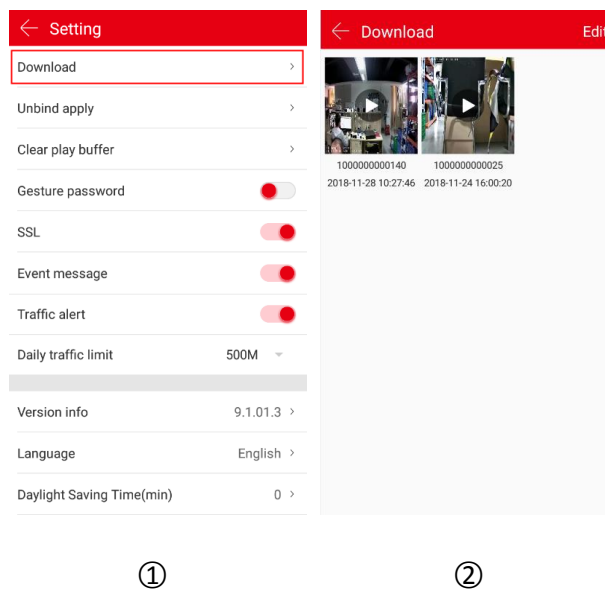 Setting
Download
Unbind apply
Clear play buffer
Gesture password
SSL
Event message
Traffic alert
Daily traffic limit 500M
Version info 9.1.01.3
Language English
Daylight Saving Time(min) 0
①
Download Edit
1000000000140 1000000000025
2018-11-28 10:27:46 2018-11-24 16:00:20
②